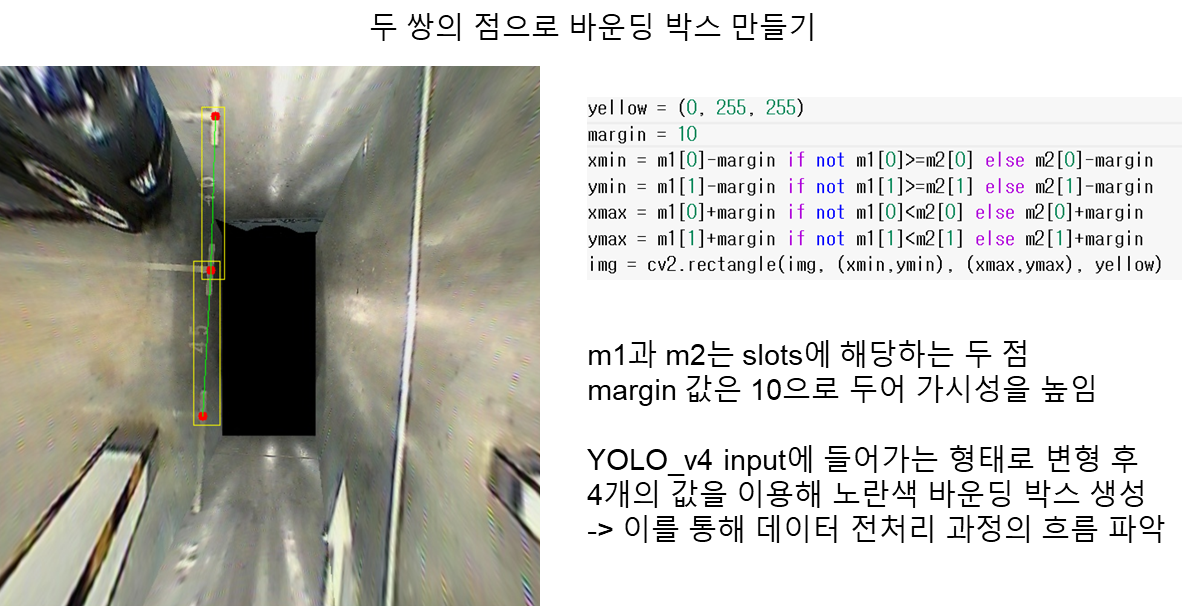 두 쌍의 점으로 바운딩 박스 만들기
40
45
yellow = (0, 255, 255)
margin = 10
xmin = m1[0]-margin if not m1[0]>=m2[0] else m2[0]-margin
ymin = m1[1]-margin if not m1[1]>=m2[1] else m2[1]-margin
xmax = m1[0]+margin if not m1[0]<m2[0] else m2[0]+margin
ymax = m1[1]+margin if not m1[1]<m2[1] else m2[1]+margin
img = cv2.rectangle(img, (xmin,ymin), (xmax,ymax), yellow)
m1과 m2는 slots에 해당하는 두 점
margin 값은 10으로 두어 가시성을 높임
YOLO_v4 input에 들어가는 형태로 변형 후
4개의 값을 이용해 노란색 바운딩 박스 생성
-> 이를 통해 데이터 전처리 과정의 흐름 파악